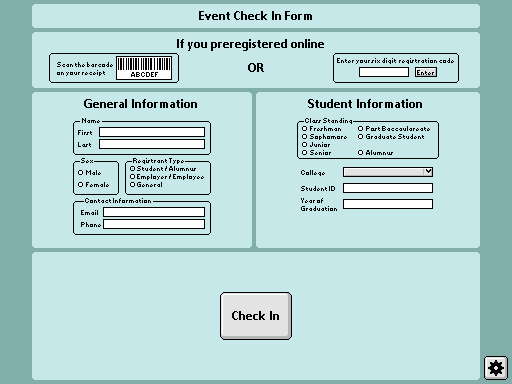 Event Check In Form
If you preregistered online
Scan the barcode
on your receipt
ABCDEF
OR
Enter your six digit registration code
Enter
General Information
Name
First
Last
Sex
Male
Female
Registrant Type
Student / Alumnus
Employer / Employee
General
Contact Information
Email
Phone
Student Information
Class Standing
Freshman
Sophomore
Junior
Senior
Post Baccalaureate
Graduate Student
Alumnus
College
Student ID
Year of
Graduation
Check In